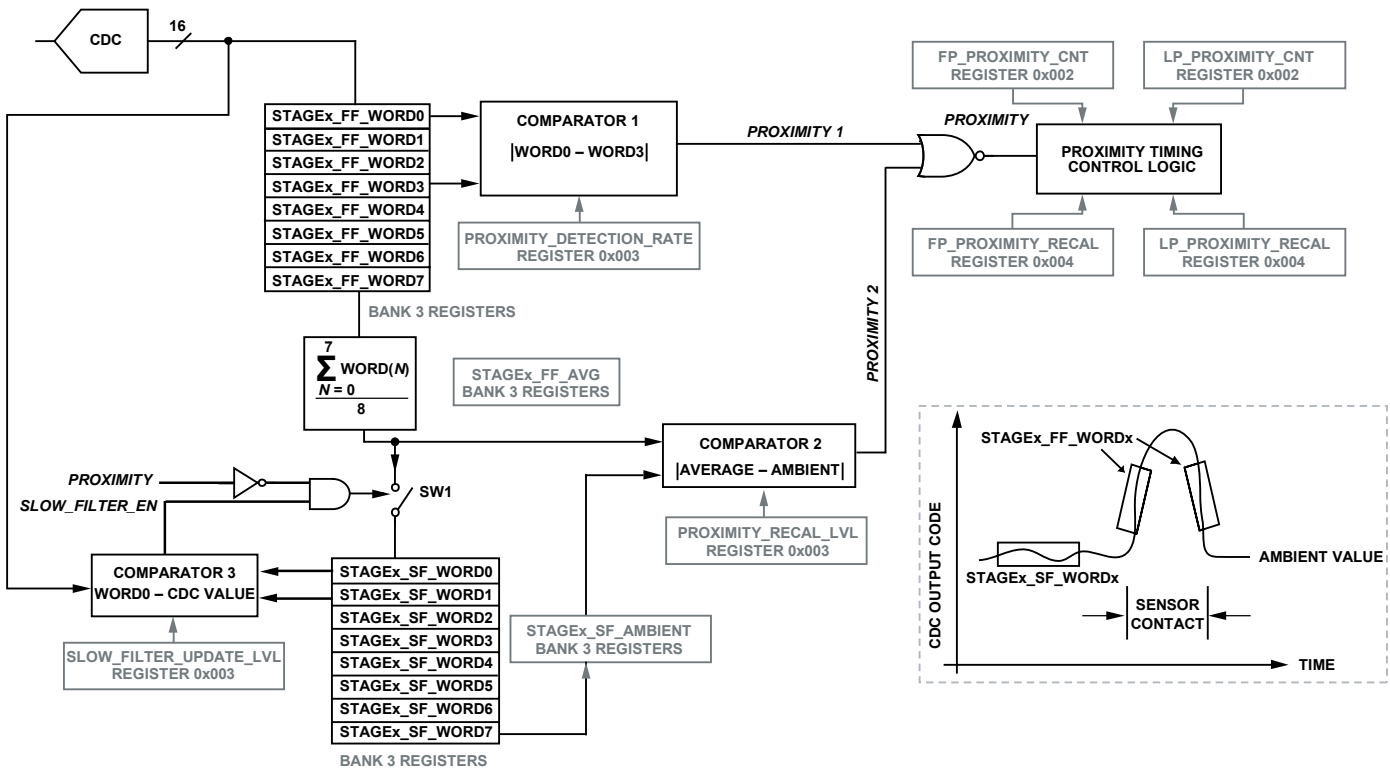 CDC
16
STAGEx_FF_WORD0
STAGEx_FF_WORD1
STAGEx_FF_WORD2
STAGEx_FF_WORD3
STAGEx_FF_WORD4
STAGEx_FF_WORD5
STAGEx_FF_WORD6
STAGEx_FF_WORD7
BANK 3 REGISTERS
COMPARATOR 1
|WORD0 – WORD3|
PROXIMITY_DETECTION_RATE
REGISTER 0x003
PROXIMITY 1
PROXIMITY
FP_PROXIMITY_CNT
REGISTER 0x002
LP_PROXIMITY_CNT
REGISTER 0x002
PROXIMITY TIMING
CONTROL LOGIC
FP_PROXIMITY_RECAL
REGISTER 0x004
LP_PROXIMITY_RECAL
REGISTER 0x004
PROXIMITY 2
7
Σ WORD(N)
N = 0
8
STAGEx_FF_AVG
BANK 3 REGISTERS
COMPARATOR 2
|AVERAGE – AMBIENT|
PROXIMITY_RECAL_LVL
REGISTER 0x003
PROXIMITY
SLOW_FILTER_EN
SW1
COMPARATOR 3
WORD0 – CDC VALUE
SLOW_FILTER_UPDATE_LVL
REGISTER 0x003
STAGEx_SF_WORD0
STAGEx_SF_WORD1
STAGEx_SF_WORD2
STAGEx_SF_WORD3
STAGEx_SF_WORD4
STAGEx_SF_WORD5
STAGEx_SF_WORD6
STAGEx_SF_WORD7
BANK 3 REGISTERS
STAGEx_SF_AMBIENT
BANK 3 REGISTERS
CDC OUTPUT CODE
STAGEx_FF_WORDx
STAGEx_SF_WORDx
AMBIENT VALUE
SENSOR
CONTACT
TIME